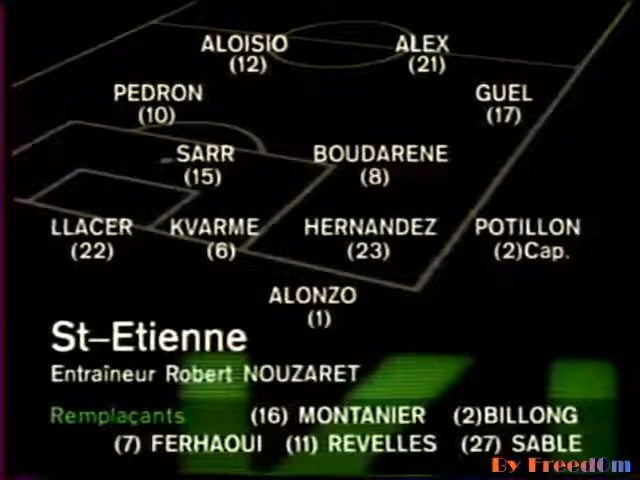 ALOISIO ALEX
(12) (21)
PEDRON GUEL
(10) (17)
SARR BOUDARENE
(15) (8)
LLACER KVARME HERNANDEZ POTILLON
(22) (6) (23) (2)Cap.
ALONZO
(1)
St-Etienne
Entraîneur Robert NOUZARET
Remplaçants (16) MONTANIER (2)BILLONG
(7) FERHAOUI (11) REVELLES (27) SABLE
By Freed0m